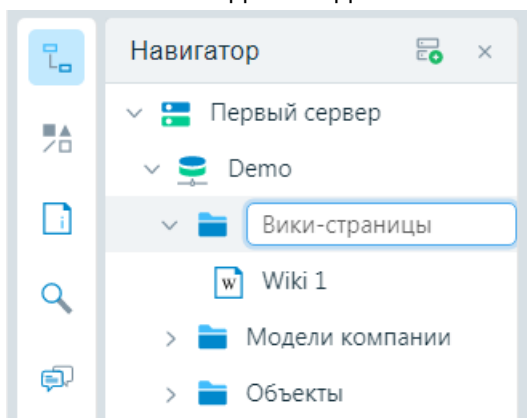 Навигатор
Первый сервер
Demo
Вики-страницы
W Wiki 1
Модели компании
Объекты